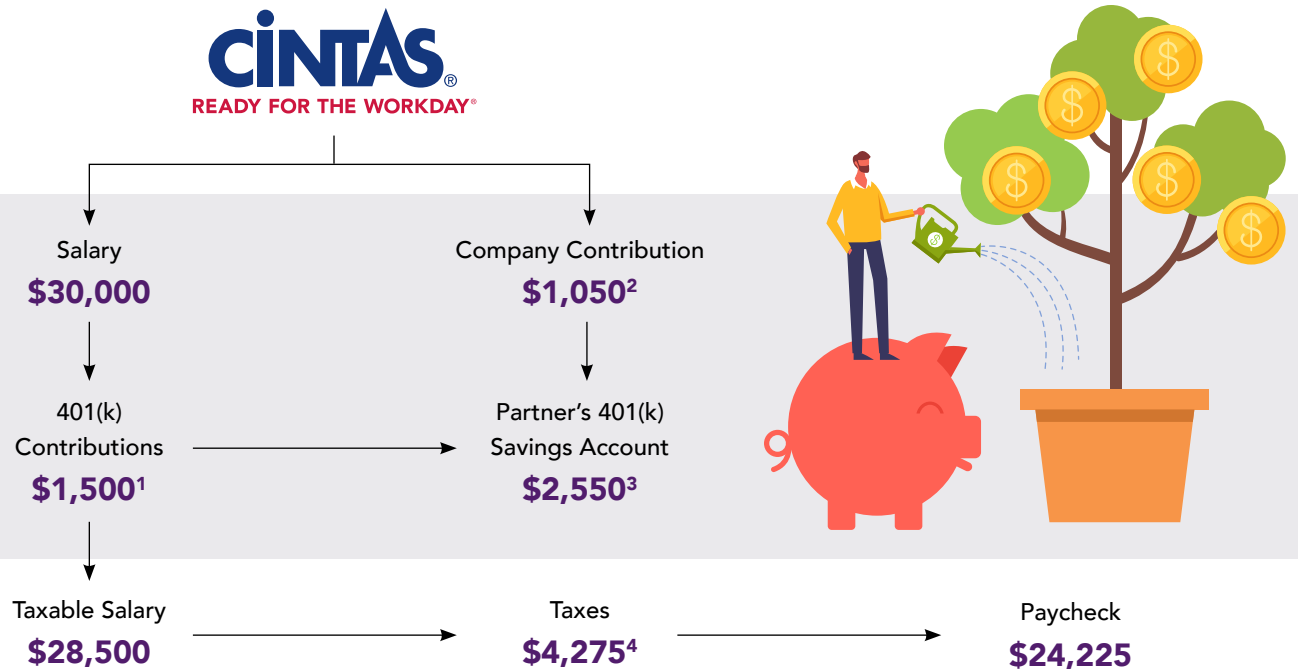 CiNTAS®
READY FOR THE WORKDAY®
Salary
$30,000
Company Contribution
$1,050²
401(k)
Contributions
$1,500¹
Partner's 401(k)
Savings Account
$2,550³
Taxable Salary
$28,500
Taxes
$4,275⁴
Paycheck
$24,225
$
$
$
$
$
$